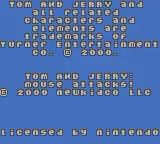 TOM AND JERRY and
all related
characters and
elements are
trademarks of
Turner Entertainment
Co. © 2000.
TOM AND JERRY:
mouse attacks!
© 2000 NewKidCo LLC
Licensed by Nintendo